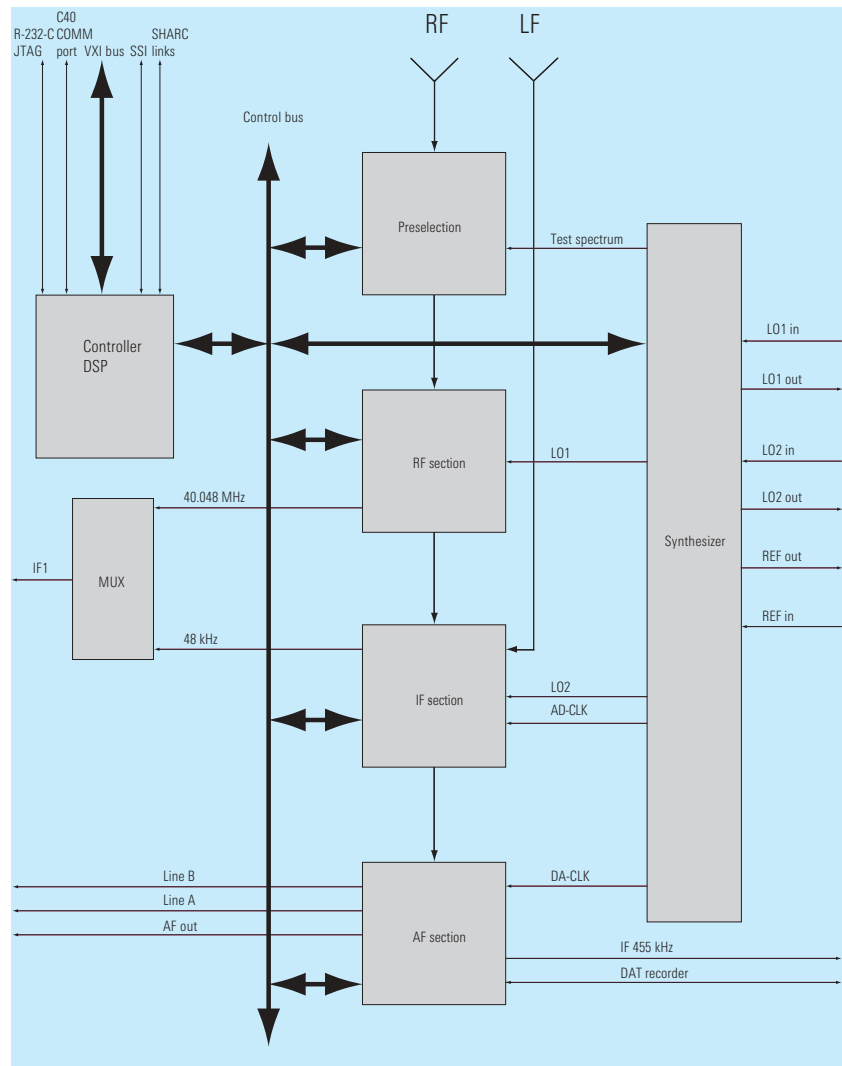 C40
R-232-C COMM SHARC
JTAG port VXI bus SSI links
RF
LF
Control bus
Preselection
Test spectrum
Controller
DSP
LO1 in
LO1 out
RF section
LO1
LO2 in
40.048 MHz
LO2 out
Synthesizer
REF out
IF1
MUX
REF in
48 kHz
LO2
IF section
AD-CLK
Line B
DA-CLK
Line A
AF out
AF section
IF 455 kHz
DAT recorder